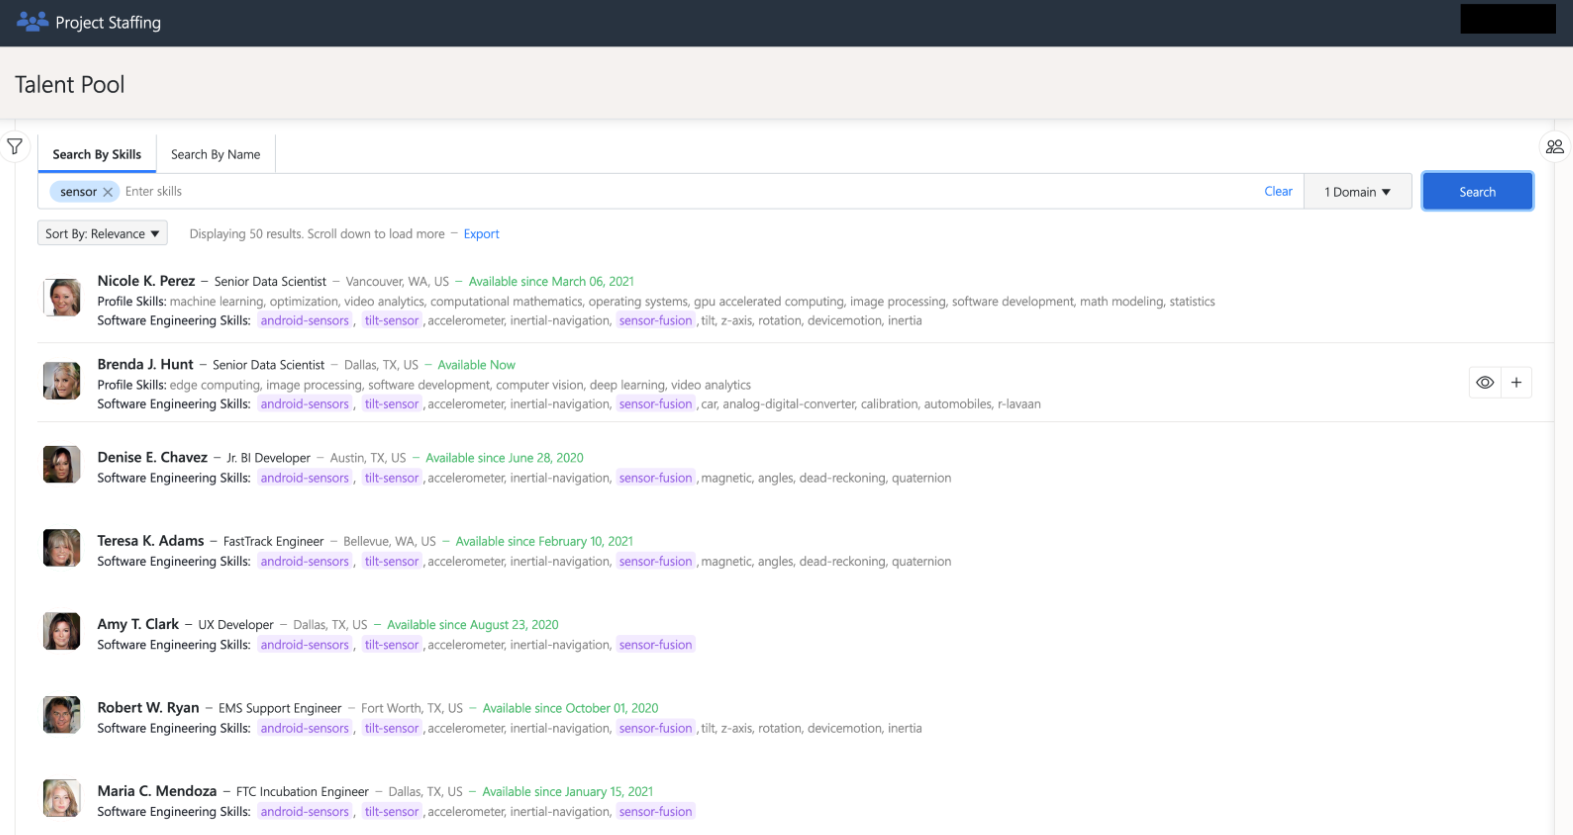 Project Staffing
Talent Pool
Search By Skills
Search By Name
sensor
Enter skills
Clear
1 Domain
Search
Sort By: Relevance
Displaying 50 results. Scroll down to load more – Export
Nicole K. Perez – Senior Data Scientist – Vancouver, WA, US – Available since March 06, 2021
Profile Skills: machine learning, optimization, video analytics, computational mathematics, operating systems, gpu accelerated computing, image processing, software development, math modeling, statistics
Software Engineering Skills: android-sensors, tilt-sensor, accelerometer, inertial-navigation, sensor-fusion, tilt, z-axis, rotation, devicemotion, inertia
Brenda J. Hunt – Senior Data Scientist – Dallas, TX, US – Available Now
Profile Skills: edge computing, image processing, software development, computer vision, deep learning, video analytics
Software Engineering Skills: android-sensors, tilt-sensor, accelerometer, inertial-navigation, sensor-fusion, car, analog-digital-converter, calibration, automobiles, r-lavaan
Denise E. Chavez – Jr. BI Developer – Austin, TX, US – Available since June 28, 2020
Software Engineering Skills: android-sensors, tilt-sensor, accelerometer, inertial-navigation, sensor-fusion, magnetic, angles, dead-reckoning, quaternion
Teresa K. Adams – FastTrack Engineer – Bellevue, WA, US – Available since February 10, 2021
Software Engineering Skills: android-sensors, tilt-sensor, accelerometer, inertial-navigation, sensor-fusion, magnetic, angles, dead-reckoning, quaternion
Amy T. Clark – UX Developer – Dallas, TX, US – Available since August 23, 2020
Software Engineering Skills: android-sensors, tilt-sensor, accelerometer, inertial-navigation, sensor-fusion
Robert W. Ryan – EMS Support Engineer – Fort Worth, TX, US – Available since October 01, 2020
Software Engineering Skills: android-sensors, tilt-sensor, accelerometer, inertial-navigation, sensor-fusion, tilt, z-axis, rotation, devicemotion, inertia
Maria C. Mendoza – FTC Incubation Engineer – Dallas, TX, US – Available since January 15, 2021
Software Engineering Skills: android-sensors, tilt-sensor, accelerometer, inertial-navigation, sensor-fusion